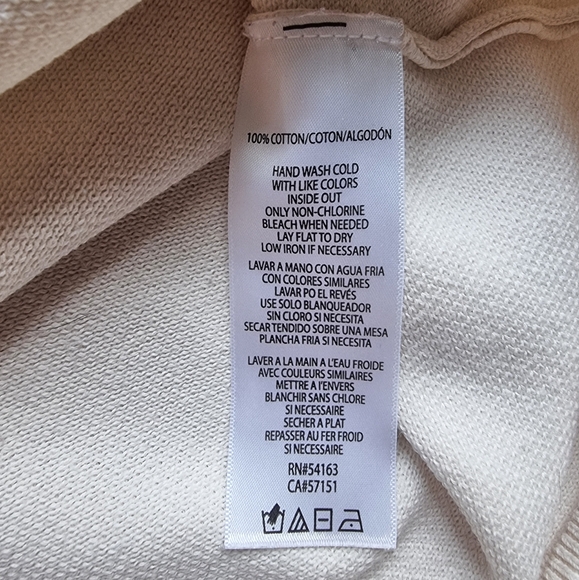 100% COTTON/COTON/ALGODÓN
HAND WASH COLD
WITH LIKE COLORS
INSIDE OUT
ONLY NON-CHLORINE
BLEACH WHEN NEEDED
LAY FLAT TO DRY
LOW IRON IF NECESSARY
LAVAR A MANO CON AGUA FRIA
CON COLORES SIMILARES
LAVAR PO EL REVÉS
USE SOLO BLANQUEADOR
SIN CLORO SI NECESITA
SECAR TENDIDO SOBRE UNA MESA
PLANCHA FRIA SI NECESITA
LAVER A LA MAIN A L'EAU FROIDE
AVEC COULEURS SIMILAIRES
METTRE A l'ENVERS
BLANCHIR SANS CHLORE
SI NECESSAIRE
SECHER A PLAT
REPASSER AU FER FROID
SI NECESSAIRE
RN#54163
CA#57151